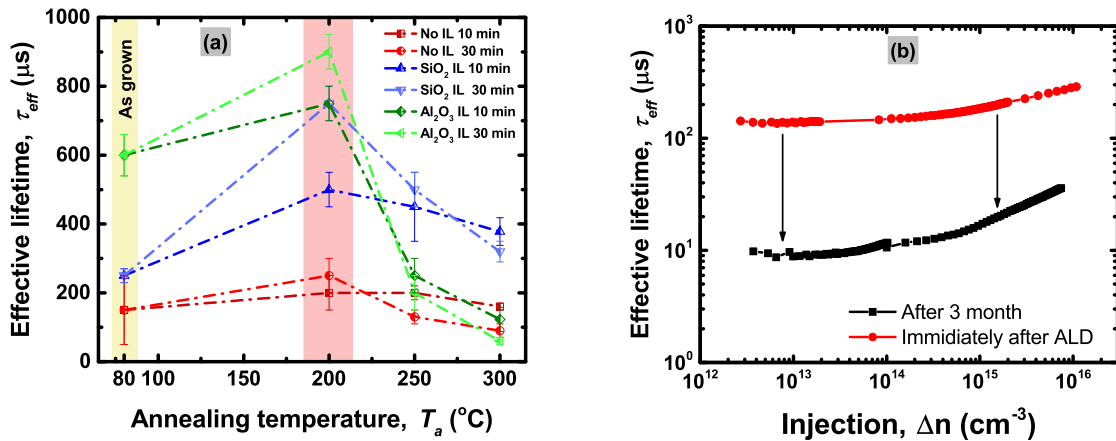 (a)
As grown
No IL 10 min
No IL 30 min
SiO₂ IL 10 min
SiO₂ IL 30 min
Al₂O₃ IL 10 min
Al₂O₃ IL 30 min
Effective lifetime, τeff (μs)
1000
800
600
400
200
0
80 100 150 200 250 300
Annealing temperature, Ta (°C)
(b)
Effective lifetime, τeff (μs)
10³
10²
10¹
10⁰
After 3 month
Immidiately after ALD
10¹² 10¹³ 10¹⁴ 10¹⁵ 10¹⁶
Injection, Δn (cm⁻³)